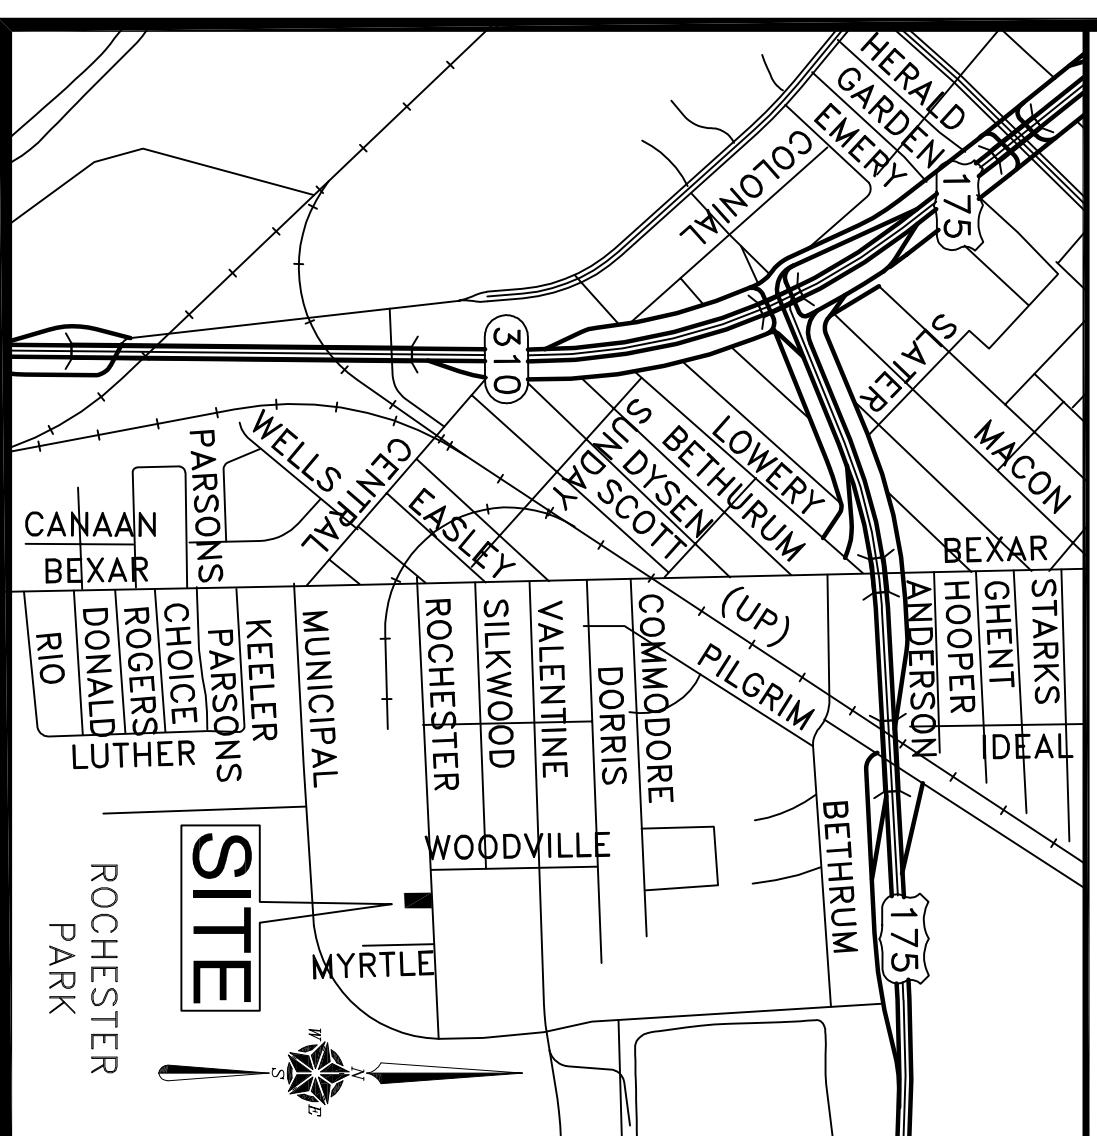 HERALD
GARDEN
EMERY
COLONIAL
175
310
SLATER
MACON
LOWERY
BETHURUM
SUNDAY
DYSEN
SCOTT
WELLS
CENTRAL
EASLEY
PARSONS
CANAAN
BEXAR
BEXAR
RIO
DONALD
ROGERS
CHOICE
PARSONS
KEELER
MUNICIPAL
ROCHESTER
SILKWOOD
VALENTINE
DORRIS
COMMODORE
(UP)
PILGRIM
ANDERSON
HOOPER
GHENT
STARKS
LUTHER
IDEAL
WOODVILLE
BETHRUM
SITE
ROCHESTER
PARK
MYRTLE
175
W
S
N
E